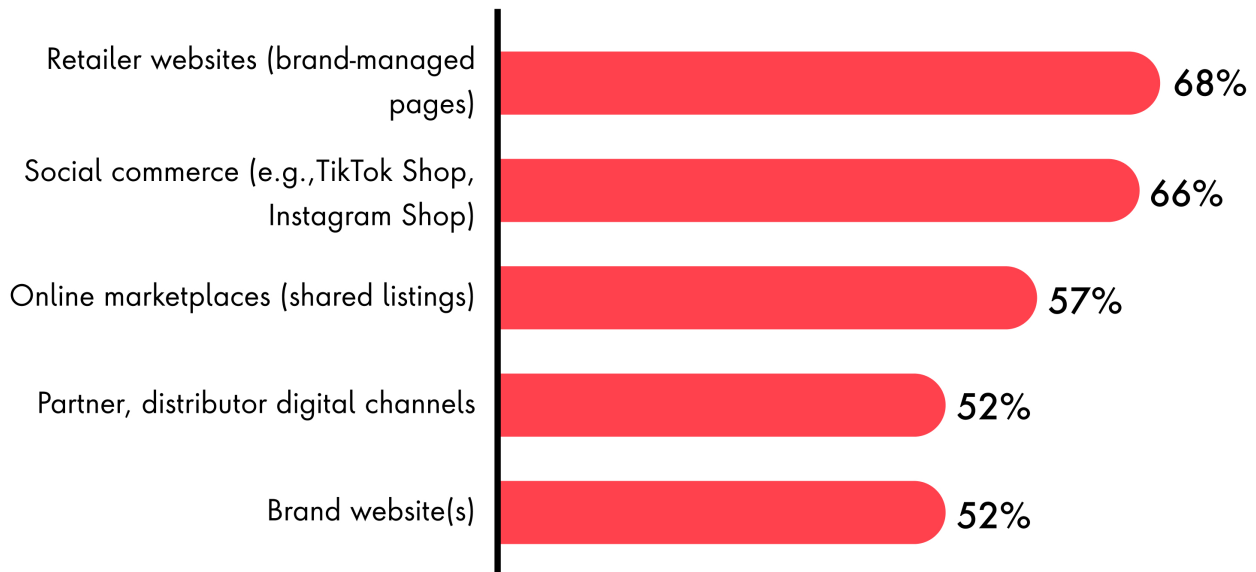 Retailer websites (brand-managed
pages)
68%
Social commerce (e.g.,TikTok Shop,
Instagram Shop)
66%
Online marketplaces (shared listings)
57%
Partner, distributor digital channels
52%
Brand website(s)
52%